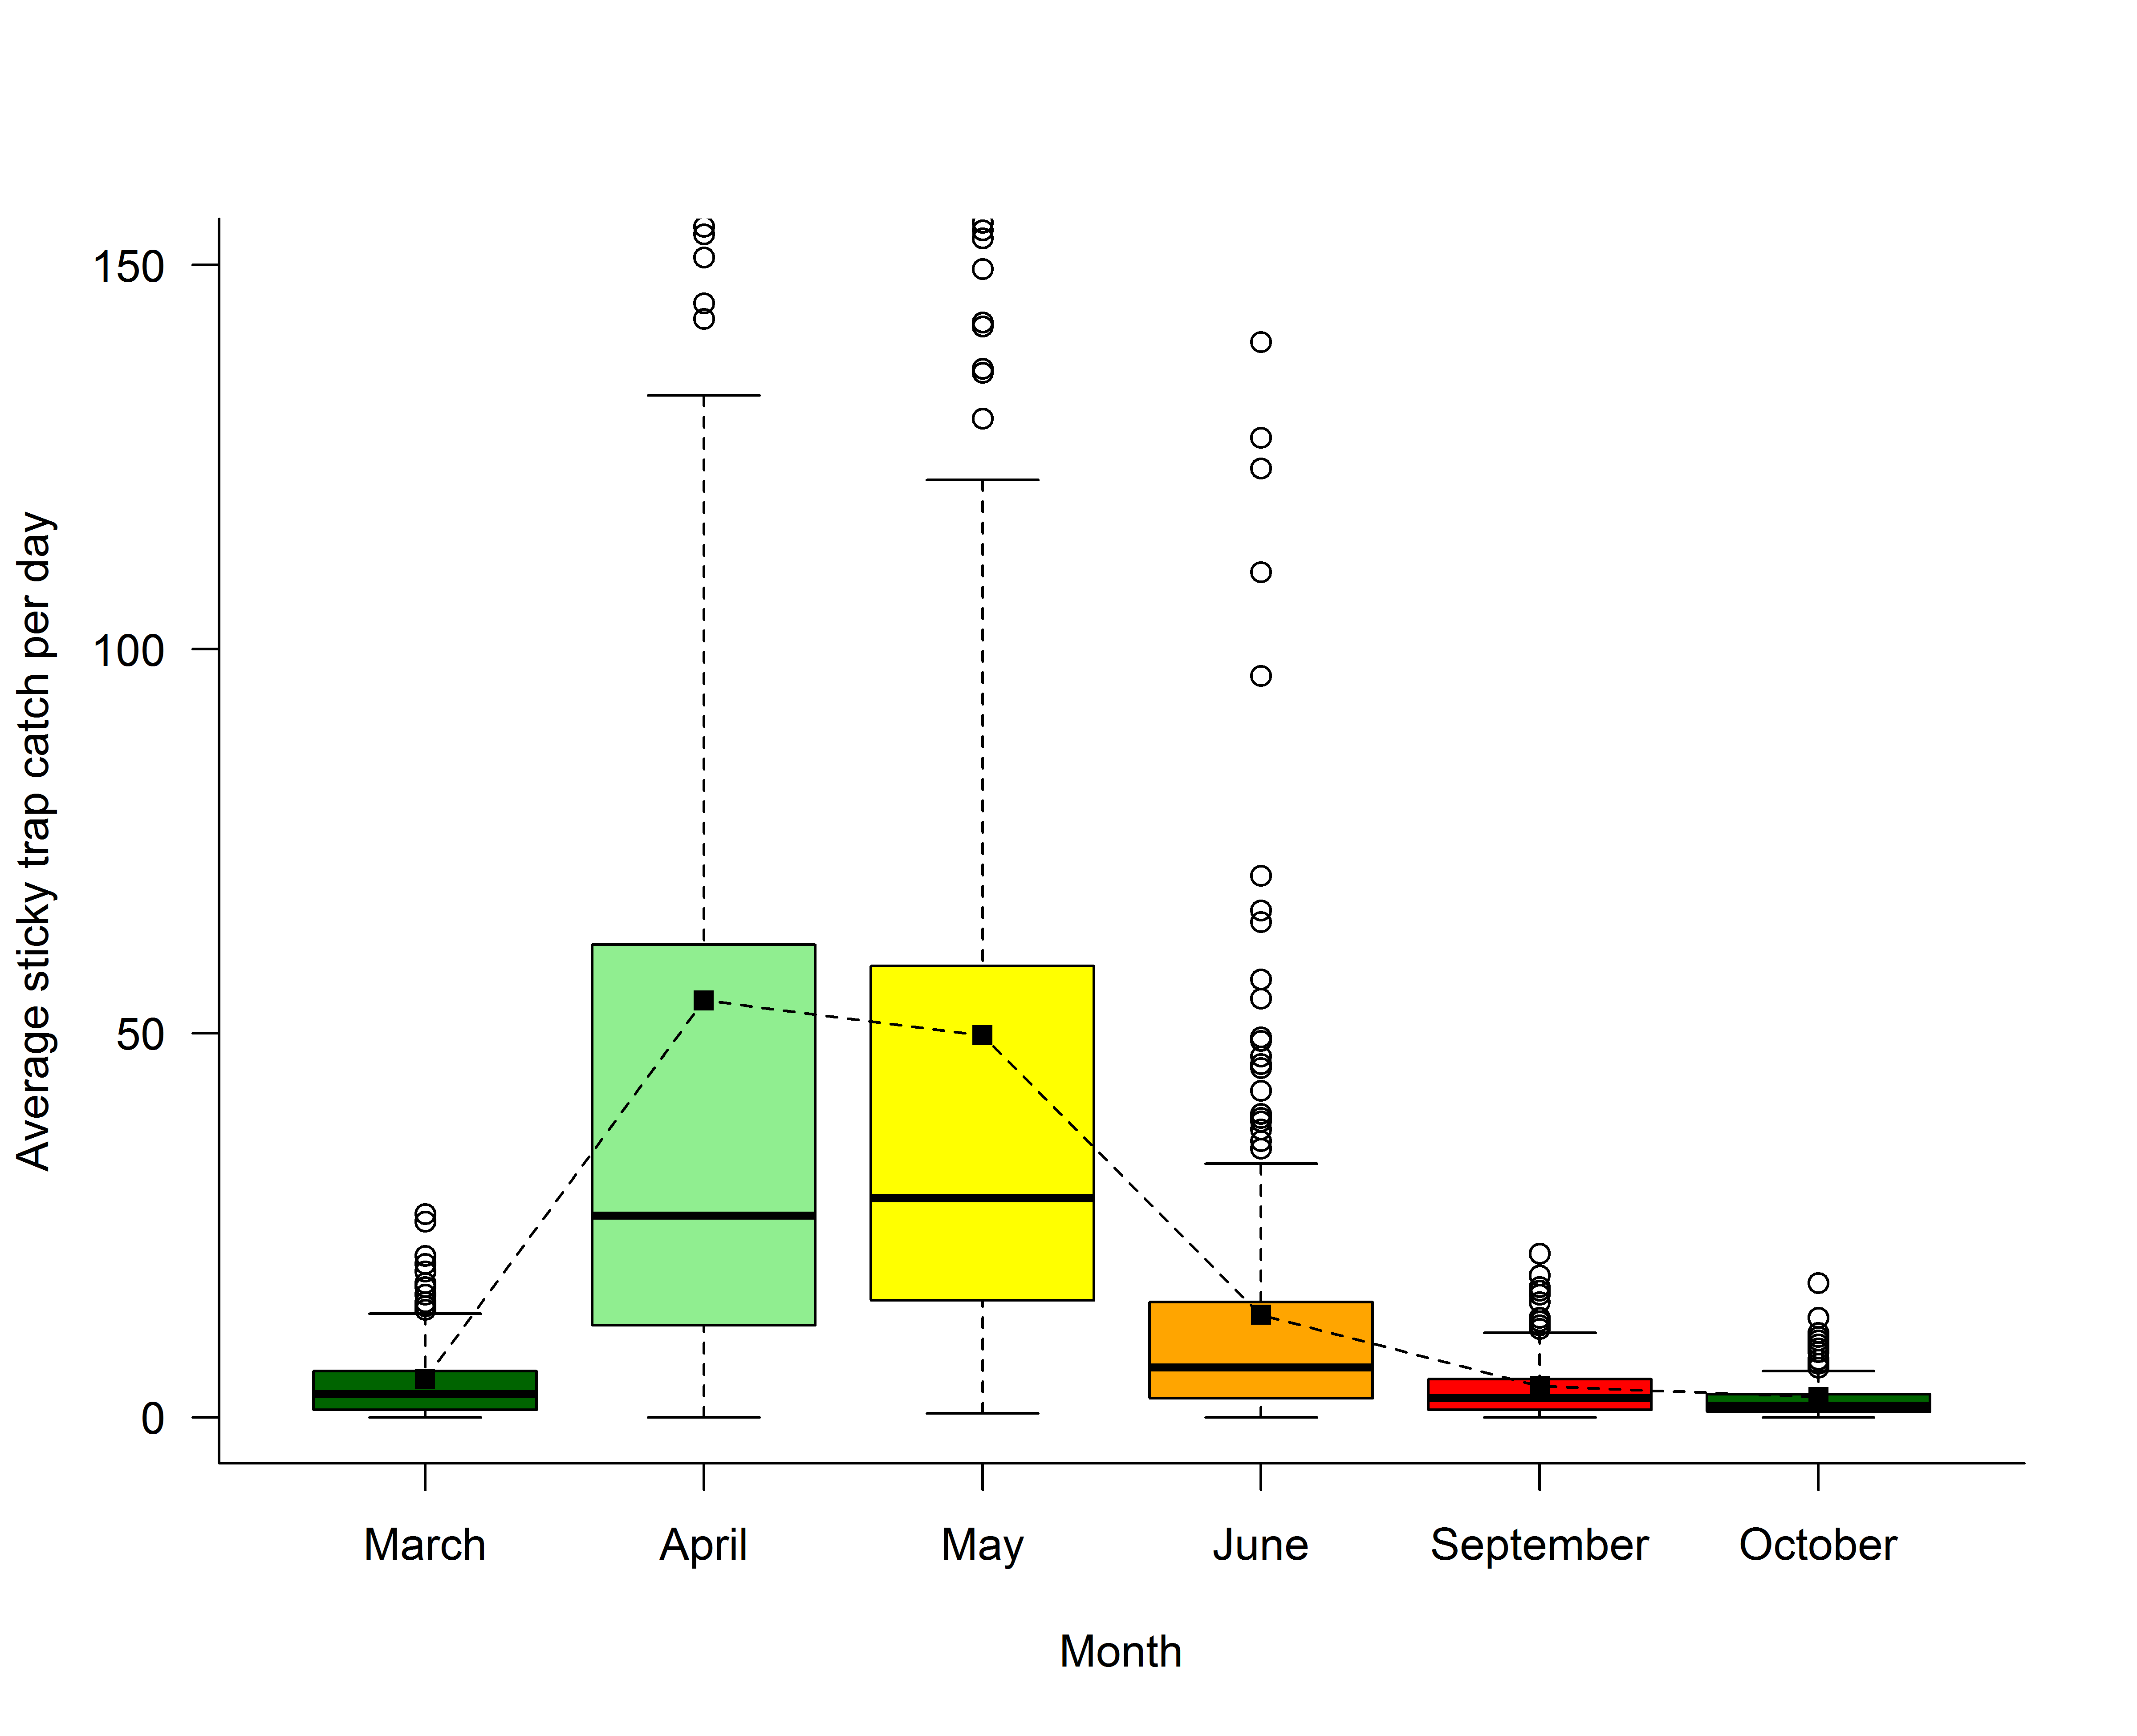 150
100
50
0
Average sticky trap catch per day
March April May June September October
Month